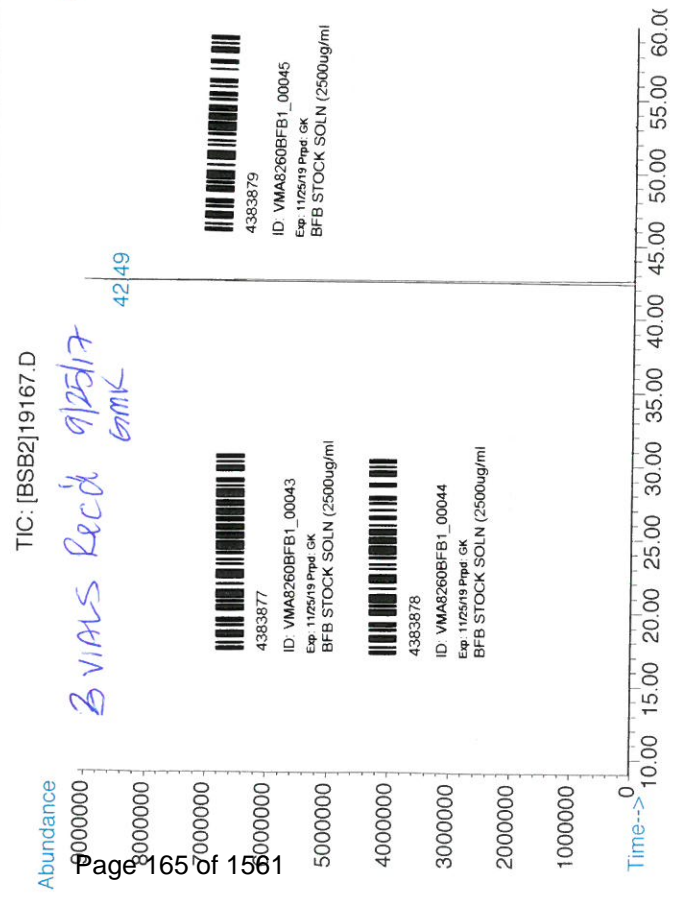 TIC: [BSB2]19167.D
Abundance
3 VIALS Rec'd 9/25/17
GMK
42.49
9000000
8000000
7000000
6000000
5000000
4000000
3000000
2000000
1000000
0
4383877
ID: VMA8260BFB1_00043
Exp: 11/25/19 Prpd: GK
BFB STOCK SOLN (2500ug/ml
4383878
ID: VMA8260BFB1_00044
Exp: 11/25/19 Prpd: GK
BFB STOCK SOLN (2500ug/ml
4383879
ID: VMA8260BFB1_00045
Exp: 11/25/19 Prpd: GK
BFB STOCK SOLN (2500ug/ml
Time--> 10.00 15.00 20.00 25.00 30.00 35.00 40.00 45.00 50.00 55.00 60.0
Page 165 of 1561